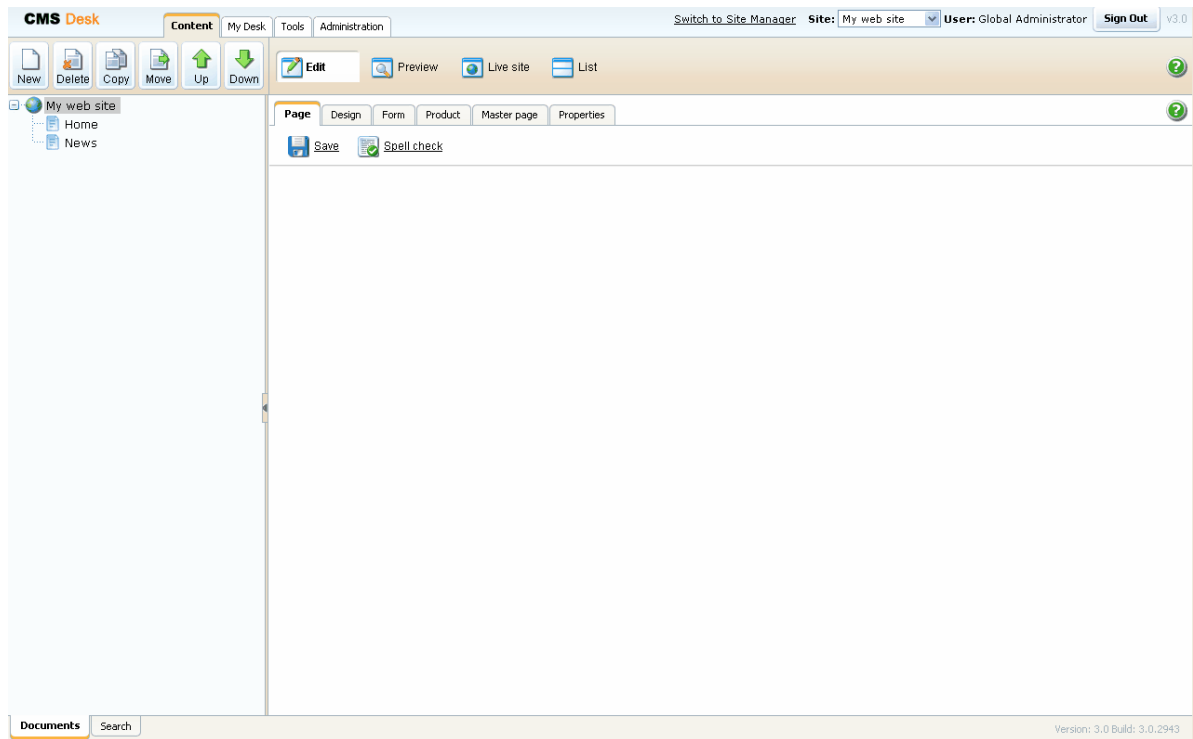 CMS Desk Content My Desk Tools Administration Switch to Site Manager Site: My web site User: Global Administrator Sign Out v3.0
New Delete Copy Move Up Down Edit Preview Live site List
My web site
Home
News
Page Design Form Product Master page Properties
Save Spell check
Documents Search Version: 3.0 Build: 3.0.2943